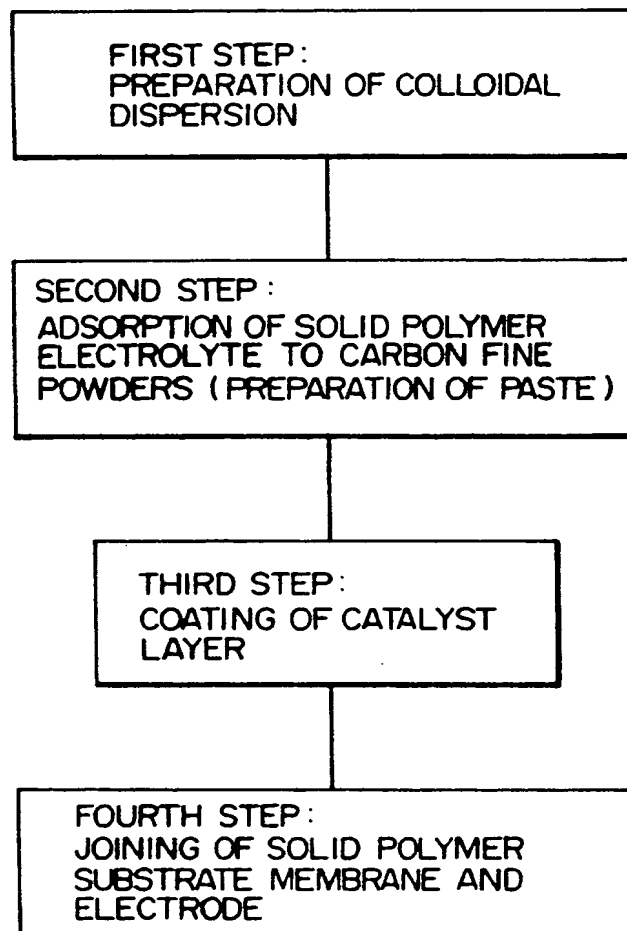 FIRST STEP:
PREPARATION OF COLLOIDAL
DISPERSION
SECOND STEP:
ADSORPTION OF SOLID POLYMER
ELECTROLYTE TO CARBON FINE
POWDERS (PREPARATION OF PASTE)
THIRD STEP:
COATING OF CATALYST
LAYER
FOURTH STEP:
JOINING OF SOLID POLYMER
SUBSTRATE MEMBRANE AND
ELECTRODE